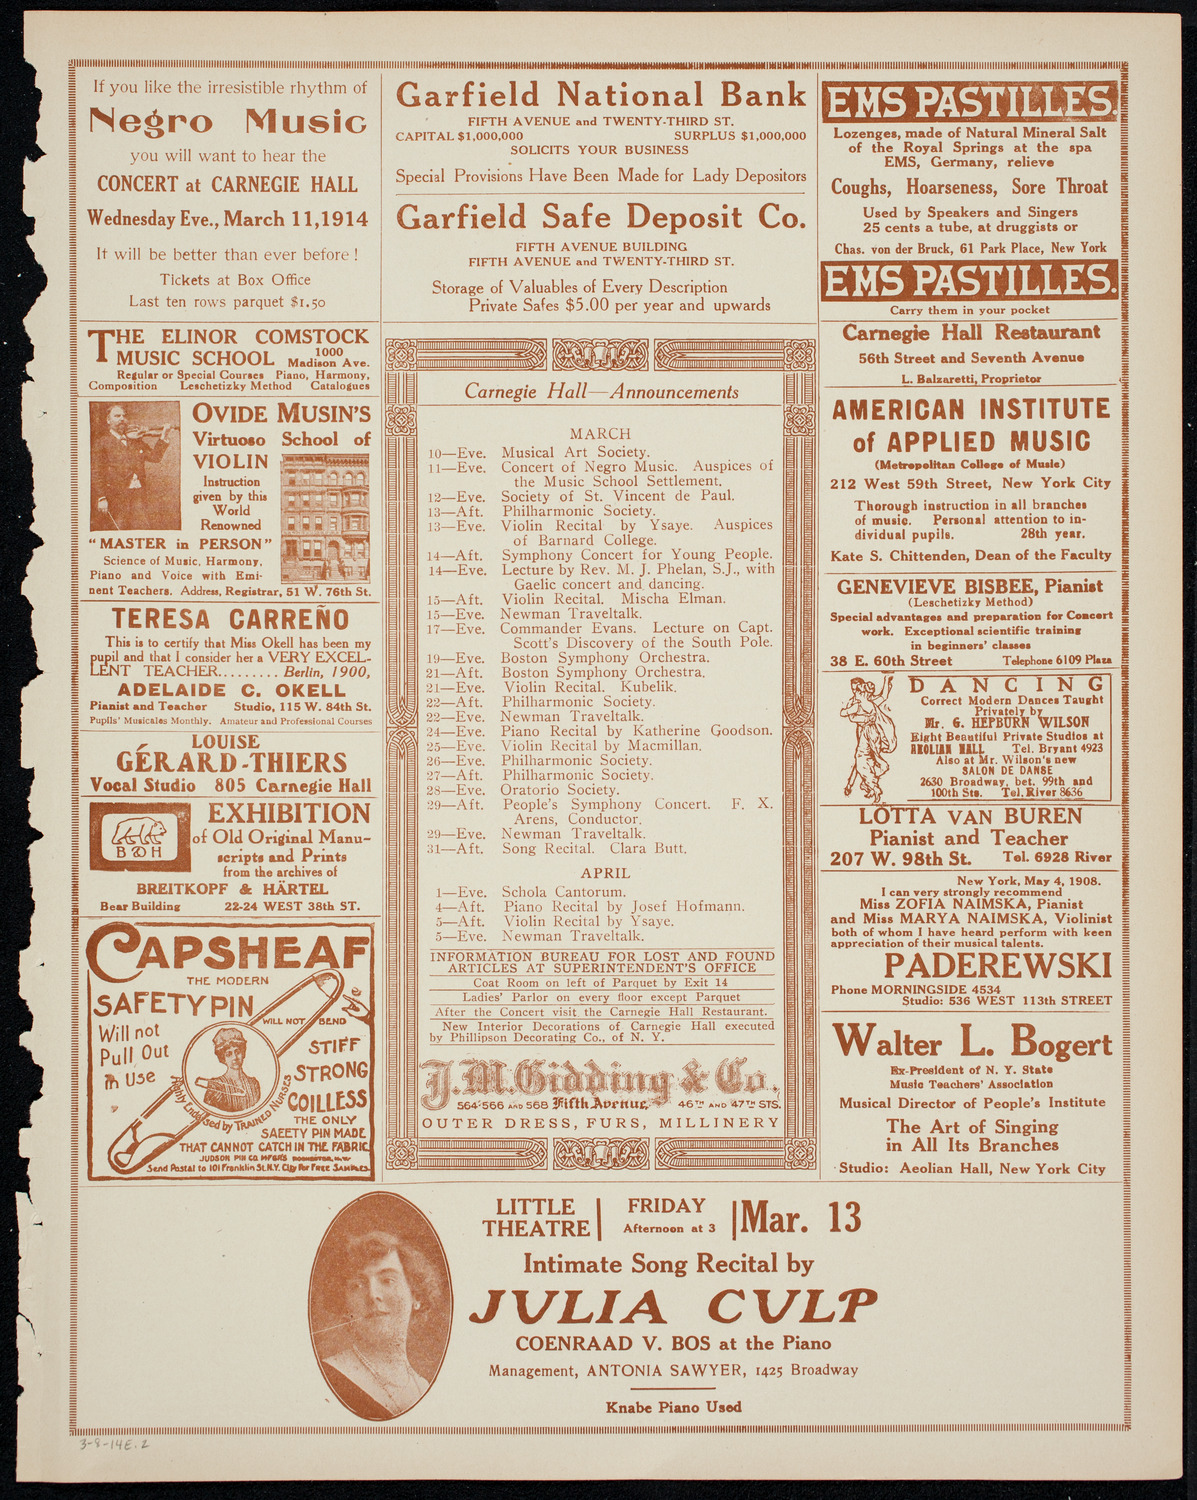 If you like the irresistible rhythm of
Negro Music
you will want to hear the
CONCERT at CARNEGIE HALL
Wednesday Eve., March 11, 1914
It will be better than ever before!
Tickets at Box Office
Last ten rows parquet $1.50
THE ELINOR COMSTOCK
MUSIC SCHOOL 1000 Madison Ave.
Regular or Special Courses Piano, Harmony,
Composition Leschetizky Method Catalogues
OVIDE MUSIN'S
Virtuoso School of
VIOLIN
Instruction
given by this
World
Renowned
"MASTER in PERSON"
Science of Music, Harmony,
Piano and Voice with Emi-
nent Teachers. Address, Registrar, 51 W. 76th St.
TERESA CARREÑO
This is to certify that Miss Okell has been my
pupil and that I consider her a VERY EXCEL-
LENT TEACHER......... Berlin, 1900,
ADELAIDE C. OKELL
Pianist and Teacher Studio, 115 W. 84th St.
Pupils' Musicales Monthly. Amateur and Professional Courses
LOUISE
GÉRARD-THIERS
Vocal Studio 805 Carnegie Hall
EXHIBITION
of Old Original Manu-
scripts and Prints
from the archives of
B & H
BREITKOPF & HÄRTEL
Bear Building 22-24 WEST 38th ST.
CAPSHEAF
THE MODERN
SAFETY PIN
WILL NOT BEND
Will not
Pull Out
in Use
STIFF
STRONG
COILLESS
Highly Endorsed by TRAINED NURSES
THE ONLY
SAFETY PIN MADE
THAT CANNOT CATCH IN THE FABRIC
JUDSON PIN CO. MFGRS. ROCHESTER, N.Y.
Send Postal to 101 Franklin St. N.Y. City for FREE SAMPLES
Garfield National Bank
FIFTH AVENUE and TWENTY-THIRD ST.
CAPITAL $1,000,000 SURPLUS $1,000,000
SOLICITS YOUR BUSINESS
Special Provisions Have Been Made for Lady Depositors
Garfield Safe Deposit Co.
FIFTH AVENUE BUILDING
FIFTH AVENUE and TWENTY-THIRD ST.
Storage of Valuables of Every Description
Private Safes $5.00 per year and upwards
Carnegie Hall—Announcements
MARCH
10—Eve. Musical Art Society.
11—Eve. Concert of Negro Music. Auspices of
the Music School Settlement.
12—Eve. Society of St. Vincent de Paul.
13—Aft. Philharmonic Society.
13—Eve. Violin Recital by Ysaye. Auspices
of Barnard College.
14—Aft. Symphony Concert for Young People.
14—Eve. Lecture by Rev. M. J. Phelan, S.J., with
Gaelic concert and dancing.
15—Aft. Violin Recital. Mischa Elman.
15—Eve. Newman Traveltalk.
17—Eve. Commander Evans. Lecture on Capt.
Scott's Discovery of the South Pole.
19—Eve. Boston Symphony Orchestra.
21—Aft. Boston Symphony Orchestra.
21—Eve. Violin Recital. Kubelik.
22—Aft. Philharmonic Society.
22—Eve. Newman Traveltalk.
24—Eve. Piano Recital by Katherine Goodson.
25—Eve. Violin Recital by Macmillan.
26—Eve. Philharmonic Society.
27—Aft. Philharmonic Society.
28—Eve. Oratorio Society.
29—Aft. People's Symphony Concert. F. X.
Arens, Conductor.
29—Eve. Newman Traveltalk.
31—Aft. Song Recital. Clara Butt.
APRIL
1—Eve. Schola Cantorum.
4—Aft. Piano Recital by Josef Hofmann.
5—Aft. Violin Recital by Ysaye.
5—Eve. Newman Traveltalk.
INFORMATION BUREAU FOR LOST AND FOUND
ARTICLES AT SUPERINTENDENT'S OFFICE
Coat Room on left of Parquet by Exit 14
Ladies' Parlor on every floor except Parquet
After the Concert visit the Carnegie Hall Restaurant.
New Interior Decorations of Carnegie Hall executed
by Phillipson Decorating Co., of N. Y.
J. M. Gidding & Co.
564-566 AND 568 Fifth Avenue, 46TH AND 47TH STS.
OUTER DRESS, FURS, MILLINERY
EMS PASTILLES.
Lozenges, made of Natural Mineral Salt
of the Royal Springs at the spa
EMS, Germany, relieve
Coughs, Hoarseness, Sore Throat
Used by Speakers and Singers
25 cents a tube, at druggists or
Chas. von der Bruck, 61 Park Place, New York
EMS PASTILLES.
Carry them in your pocket
Carnegie Hall Restaurant
56th Street and Seventh Avenue
L. Balzaretti, Proprietor
AMERICAN INSTITUTE
of APPLIED MUSIC
(Metropolitan College of Music)
212 West 59th Street, New York City
Thorough instruction in all branches
of music. Personal attention to in-
dividual pupils. 28th year.
Kate S. Chittenden, Dean of the Faculty
GENEVIEVE BISBEE, Pianist
(Leschetizky Method)
Special advantages and preparation for Concert
work. Exceptional scientific training
in beginners' classes
38 E. 60th Street Telephone 6109 Plaza
DANCING
Correct Modern Dances Taught
Privately by
Mr. G. HEPBURN WILSON
Eight Beautiful Private Studios at
AEOLIAN HALL Tel. Bryant 4923
Also at Mr. Wilson's new
SALON DE DANSE
2630 Broadway, bet. 99th and
100th Sts. Tel. River 8636
LOTTA VAN BUREN
Pianist and Teacher
207 W. 98th St. Tel. 6928 River
New York, May 4, 1908.
I can very strongly recommend
Miss ZOFIA NAIMSKA, Pianist
and Miss MARYA NAIMSKA, Violinist
both of whom I have heard perform with keen
appreciation of their musical talents.
PADEREWSKI
Phone MORNINGSIDE 4534
Studio: 536 WEST 113th STREET
Walter L. Bogert
Ex-President of N. Y. State
Music Teachers' Association
Musical Director of People's Institute
The Art of Singing
in All Its Branches
Studio: Aeolian Hall, New York City
LITTLE THEATRE | FRIDAY Afternoon at 3 | Mar. 13
Intimate Song Recital by
JULIA CULP
COENRAAD V. BOS at the Piano
Management, ANTONIA SAWYER, 1425 Broadway
Knabe Piano Used
3-8-14E.2